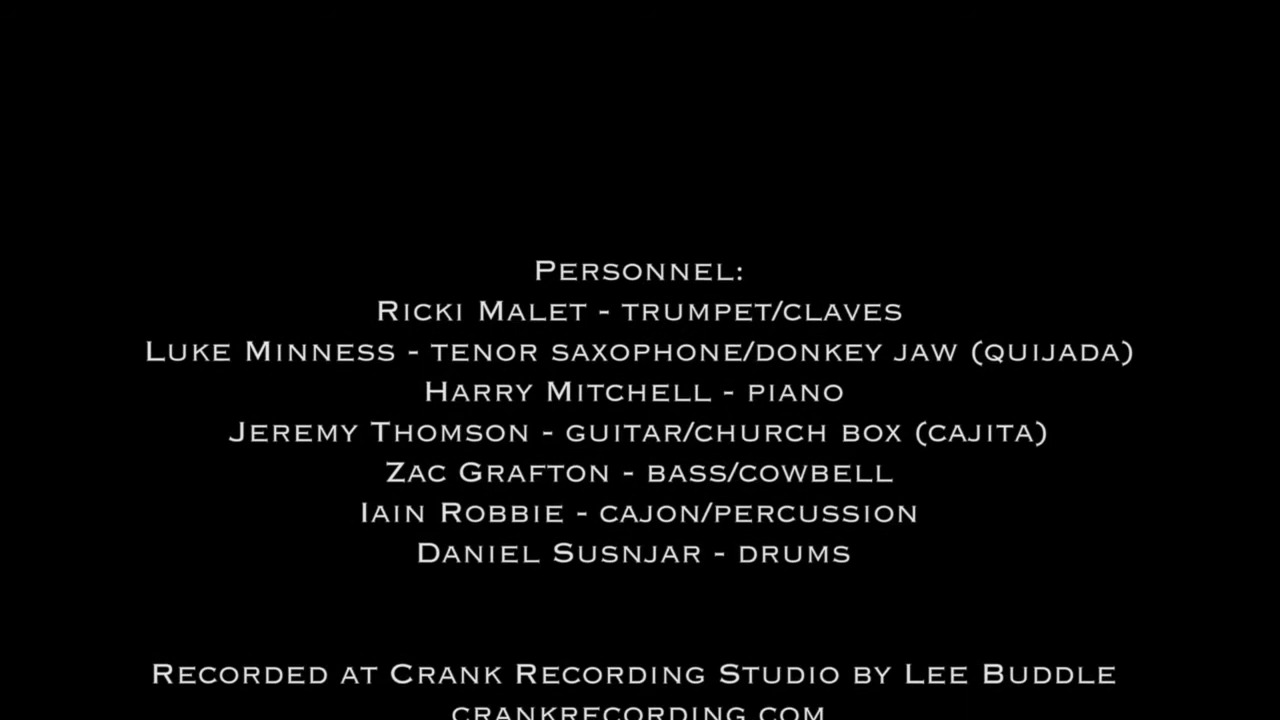 Personnel:
Ricki Malet - trumpet/claves
Luke Minness - tenor saxophone/donkey jaw (quijada)
Harry Mitchell - piano
Jeremy Thomson - guitar/church box (cajita)
Zac Grafton - bass/cowbell
Iain Robbie - cajon/percussion
Daniel Susnjar - drums
Recorded at Crank Recording Studio by Lee Buddle
crankrecording.com